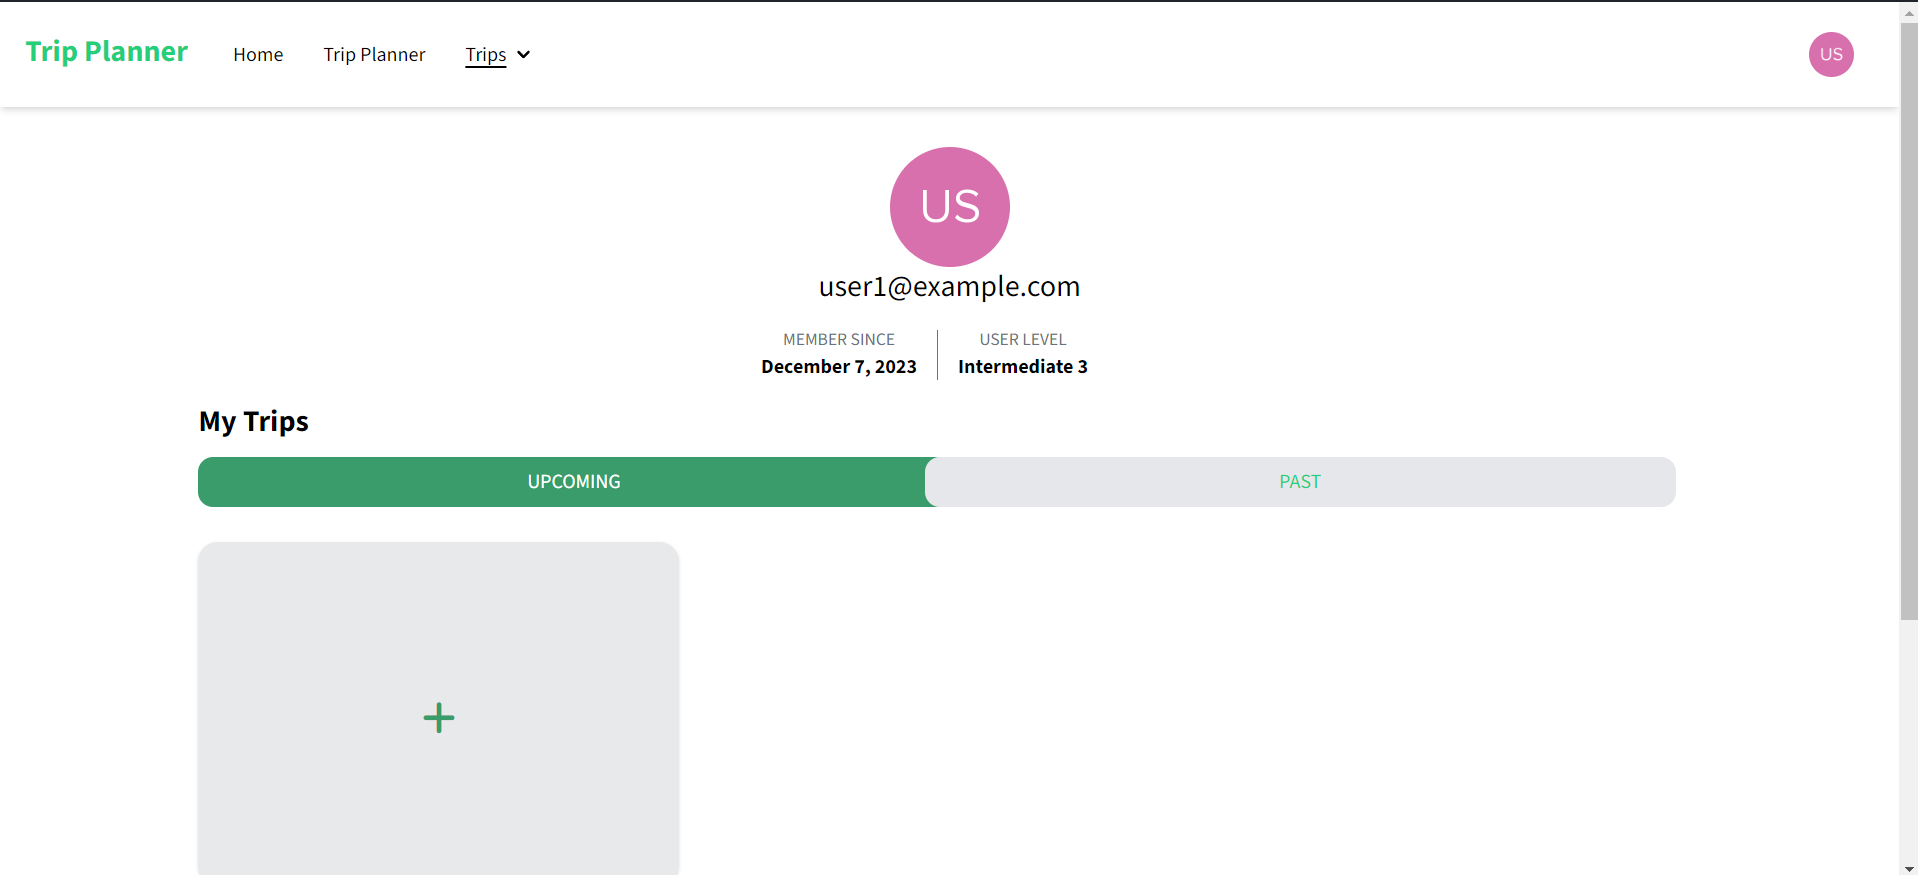 Trip Planner
Home
Trip Planner
Trips
US
US
user1@example.com
MEMBER SINCE
December 7, 2023
USER LEVEL
Intermediate 3
My Trips
UPCOMING
PAST